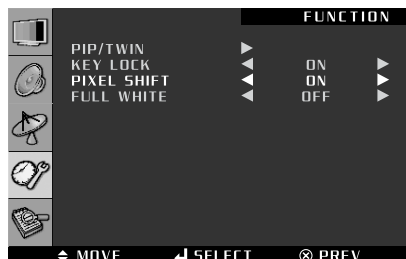 FUNCTION
PIP/TWIN
KEY LOCK ON
PIXEL SHIFT ON
FULL WHITE OFF
MOVE SELECT PREV